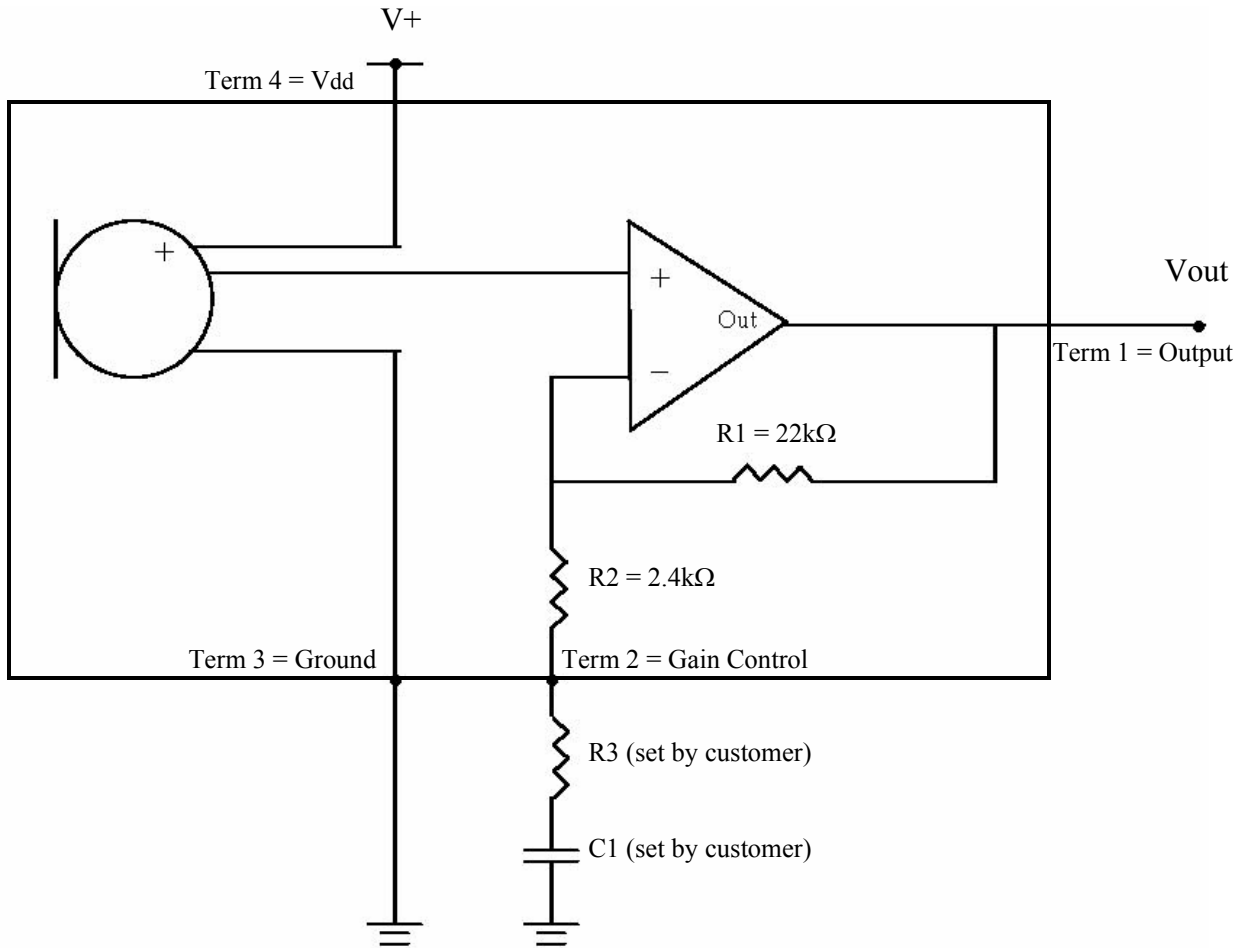 V+
Term 4 = Vdd
+
+
Vout
Out
Term 1 = Output
−
R1 = 22kΩ
R2 = 2.4kΩ
Term 3 = Ground
Term 2 = Gain Control
R3 (set by customer)
C1 (set by customer)